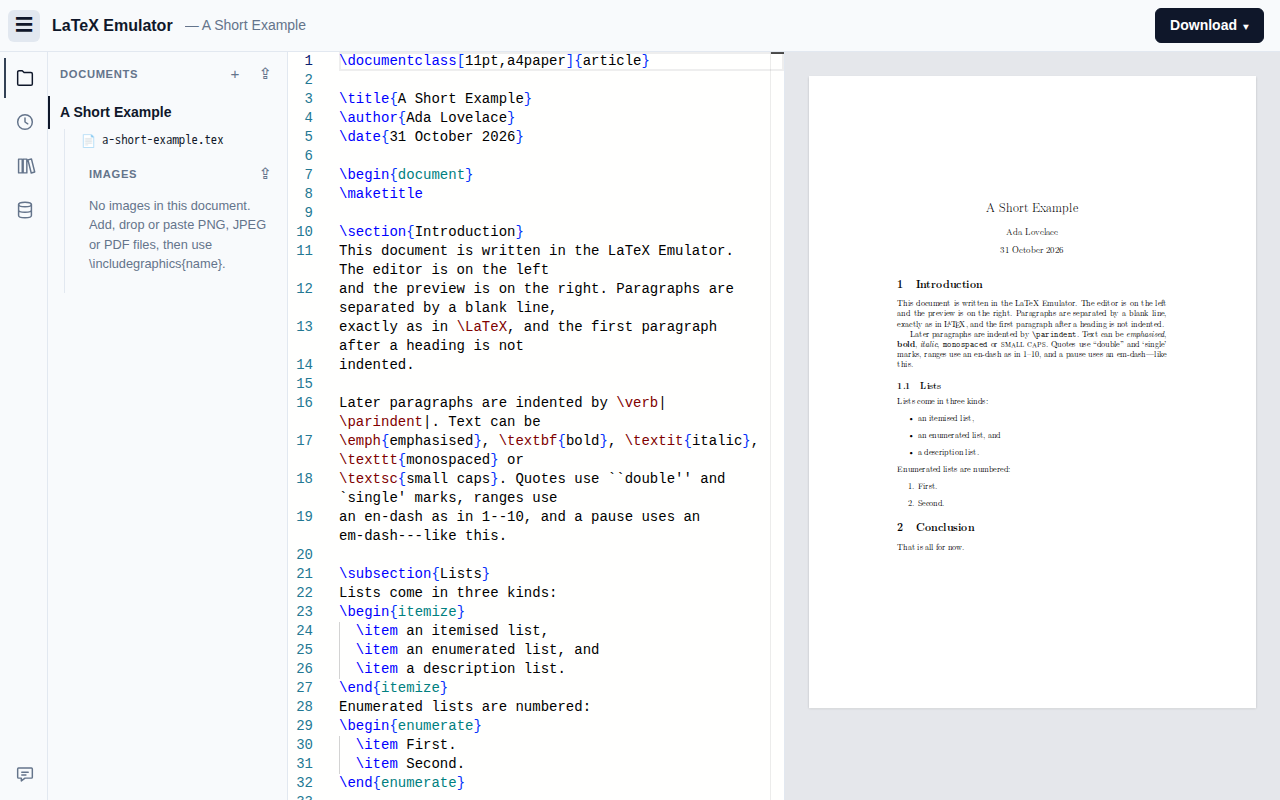 LaTeX Emulator — A Short Example
Download ▾
DOCUMENTS
A Short Example
a-short-example.tex
IMAGES
No images in this document.
Add, drop or paste PNG, JPEG
or PDF files, then use
\includegraphics{name}.
1 \documentclass[11pt,a4paper]{article}
2
3 \title{A Short Example}
4 \author{Ada Lovelace}
5 \date{31 October 2026}
6
7 \begin{document}
8 \maketitle
9
10 \section{Introduction}
11 This document is written in the LaTeX Emulator.
The editor is on the left
12 and the preview is on the right. Paragraphs are
separated by a blank line,
13 exactly as in \LaTeX, and the first paragraph
after a heading is not
14 indented.
15
16 Later paragraphs are indented by \verb|
\parindent|. Text can be
17 \emph{emphasised}, \textbf{bold}, \textit{italic},
\texttt{monospaced} or
18 \textsc{small caps}. Quotes use ``double'' and
`single' marks, ranges use
19 an en-dash as in 1--10, and a pause uses an
em-dash---like this.
20
21 \subsection{Lists}
22 Lists come in three kinds:
23 \begin{itemize}
24 \item an itemised list,
25 \item an enumerated list, and
26 \item a description list.
27 \end{itemize}
28 Enumerated lists are numbered:
29 \begin{enumerate}
30 \item First.
31 \item Second.
32 \end{enumerate}
33
A Short Example
Ada Lovelace
31 October 2026
1 Introduction
This document is written in the LaTeX Emulator. The editor is on the left
and the preview is on the right. Paragraphs are separated by a blank line,
exactly as in LATEX, and the first paragraph after a heading is not indented.
Later paragraphs are indented by \parindent. Text can be emphasised,
bold, italic, monospaced or SMALL CAPS. Quotes use “double” and ‘single’
marks, ranges use an en-dash as in 1–10, and a pause uses an em-dash—like
this.
1.1 Lists
Lists come in three kinds:
• an itemised list,
• an enumerated list, and
• a description list.
Enumerated lists are numbered:
1. First.
2. Second.
2 Conclusion
That is all for now.